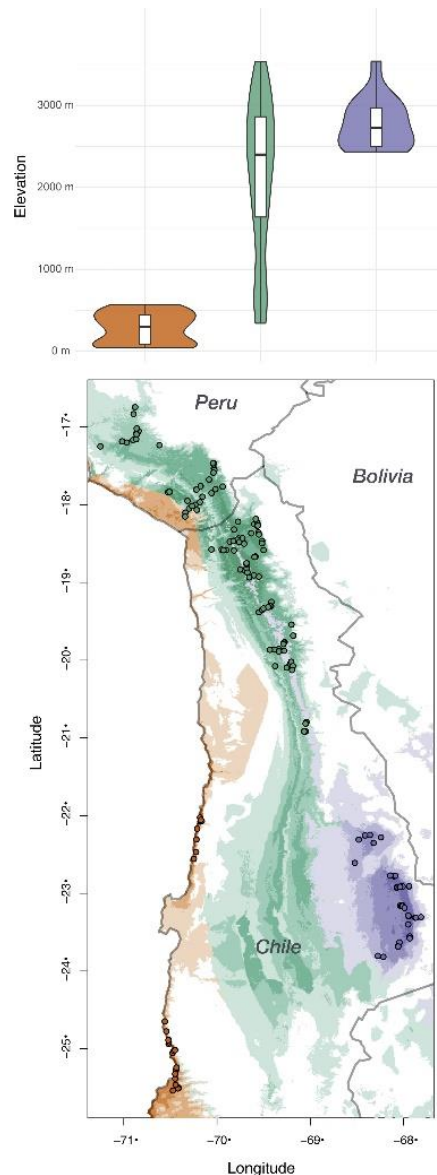 Elevation
3000 m
2000 m
1000 m
0 m
Peru
Bolivia
Chile
Latitude
-17•
-18•
-19•
-20•
-21•
-22•
-23•
-24•
-25•
-71•
-70•
-69•
-68•
Longitude